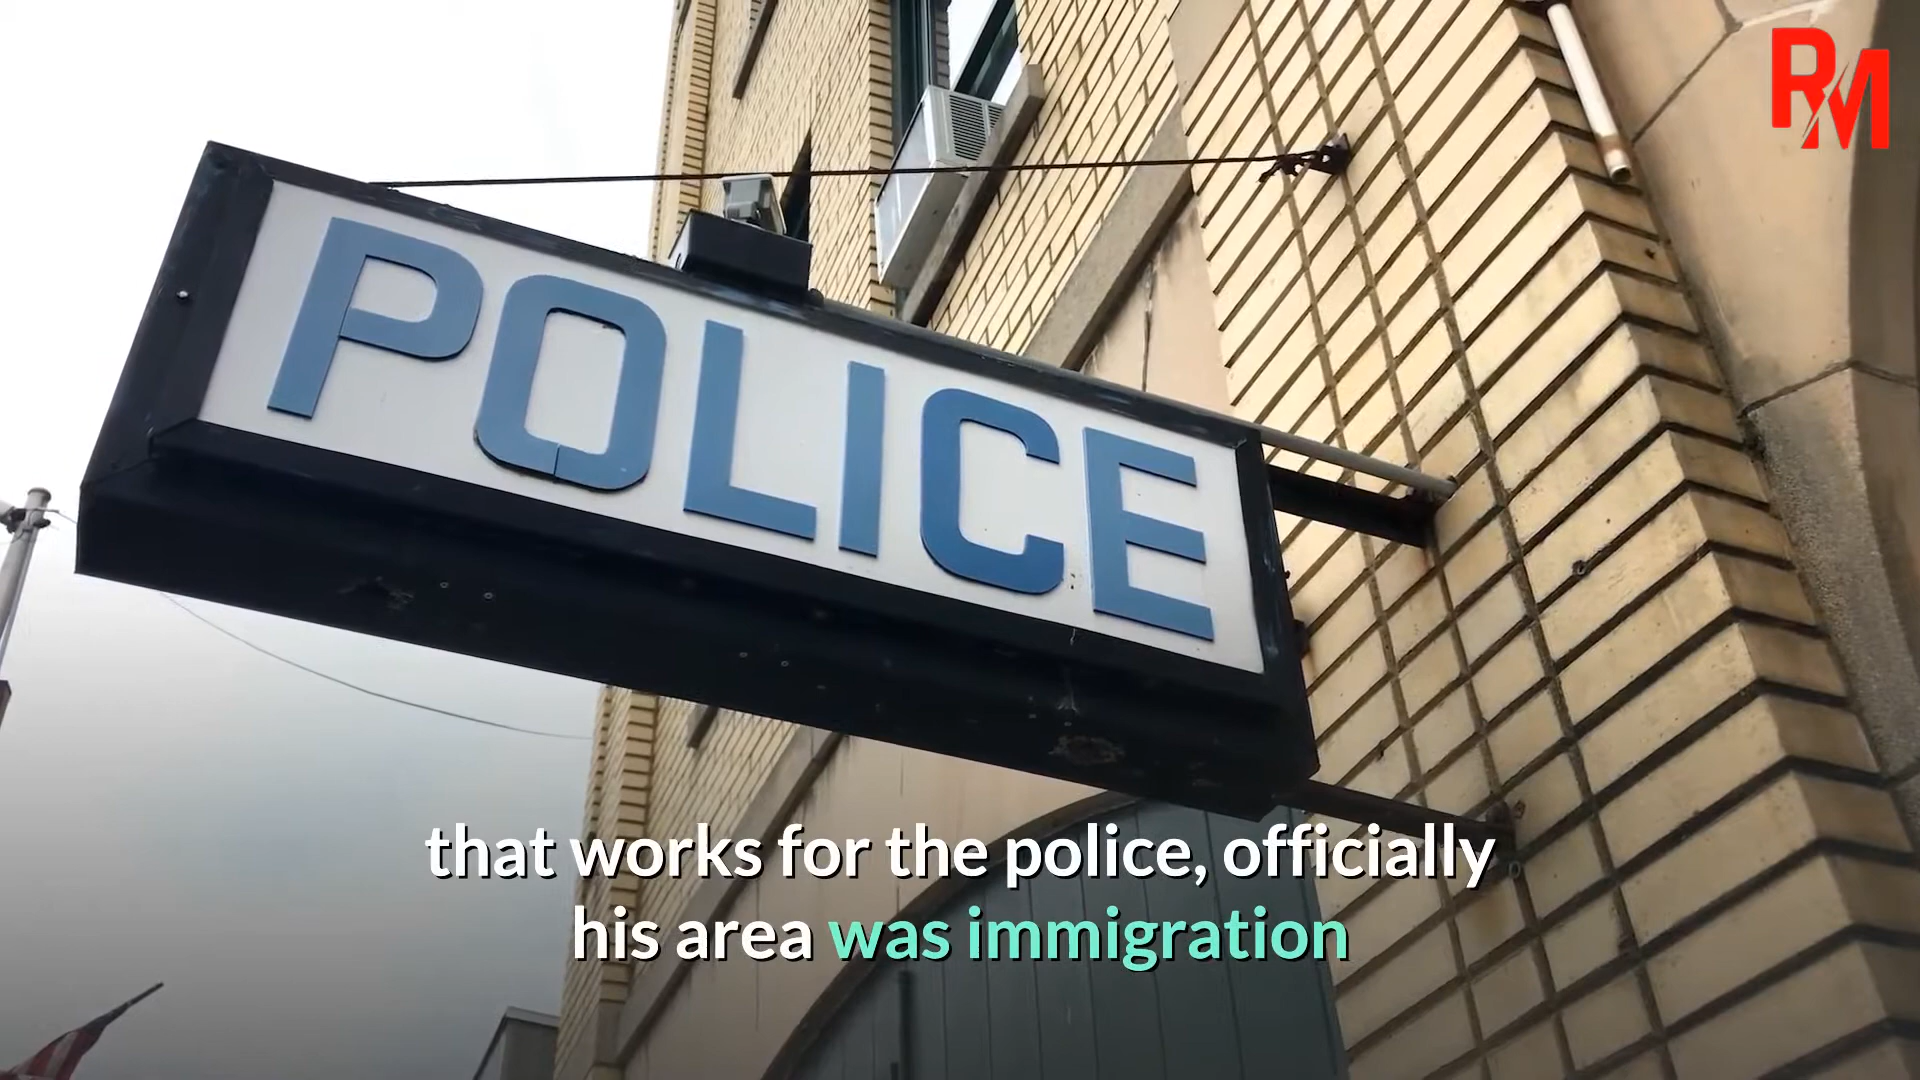 RM
POLICE
that works for the police, officially
his area was immigration